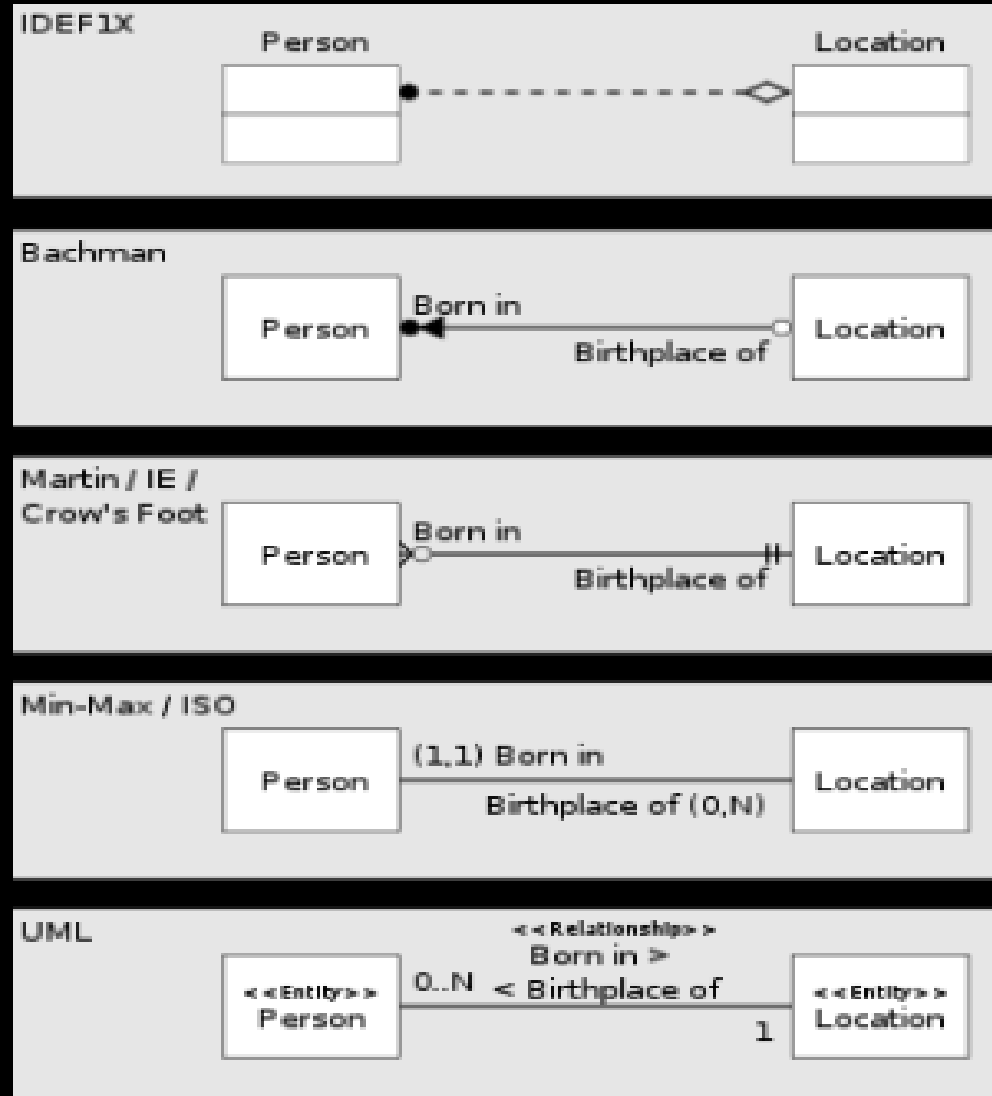 IDEF1X
Person
Location
Bachman
Person
Born in
Birthplace of
Location
Martin / IE /
Crow's Foot
Person
Born in
Birthplace of
Location
Min-Max / ISO
Person
(1,1) Born in
Birthplace of (0,N)
Location
UML
<<Entity>>
Person
0..N
<<Relationship>>
Born in >
< Birthplace of
1
<<Entity>>
Location